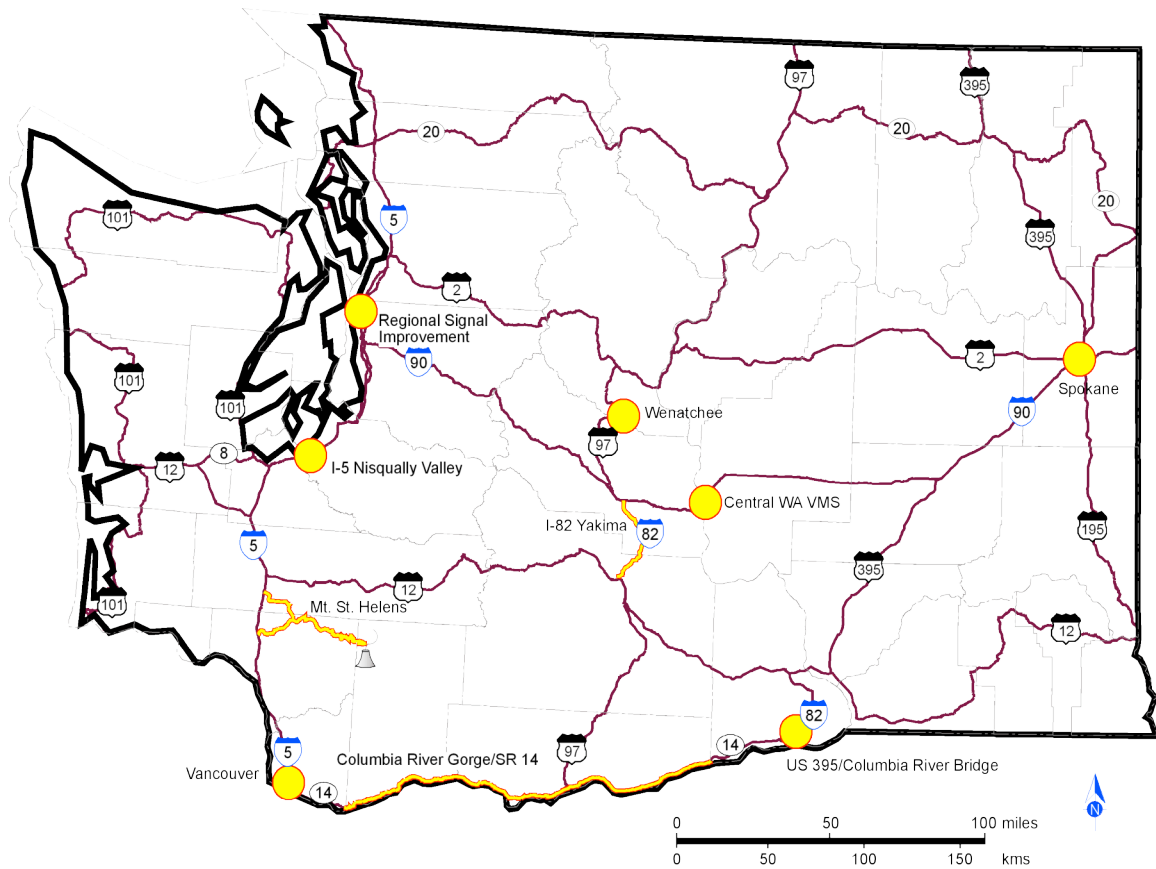 97
395
20
20
101
5
20
395
2
Regional Signal
Improvement
90
2
101
Spokane
101
90
Wenatchee
97
8
12
I-5 Nisqually Valley
Central WA VMS
I-82 Yakima
82
195
5
395
12
101
Mt. St. Helens
12
82
5
97
14
Columbia River Gorge/SR 14
US 395/Columbia River Bridge
Vancouver
14
N
0 50 100 miles
0 50 100 150 kms